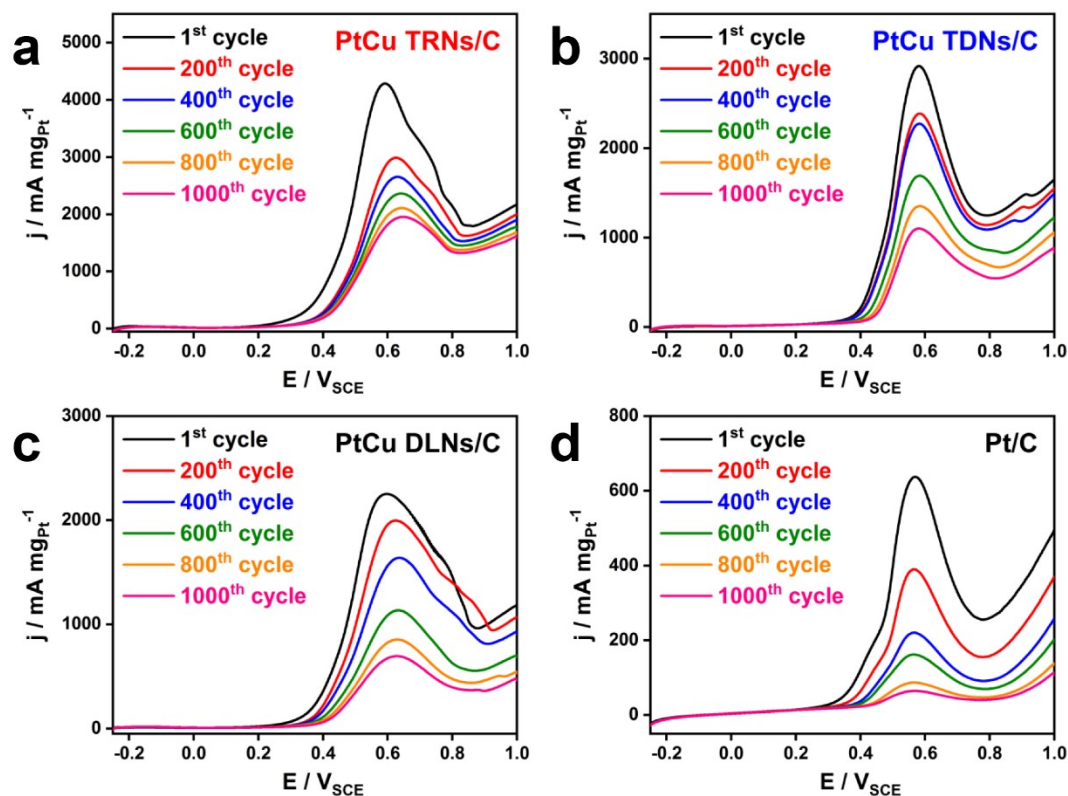 a
PtCu TRNs/C
1st cycle
200th cycle
400th cycle
600th cycle
800th cycle
1000th cycle
j / mA mgPt-1
5000
4000
3000
2000
1000
0
-0.2 0.0 0.2 0.4 0.6 0.8 1.0
E / VSCE
b
PtCu TDNs/C
1st cycle
200th cycle
400th cycle
600th cycle
800th cycle
1000th cycle
j / mA mgPt-1
3000
2000
1000
0
-0.2 0.0 0.2 0.4 0.6 0.8 1.0
E / VSCE
c
PtCu DLNs/C
1st cycle
200th cycle
400th cycle
600th cycle
800th cycle
1000th cycle
j / mA mgPt-1
3000
2000
1000
0
-0.2 0.0 0.2 0.4 0.6 0.8 1.0
E / VSCE
d
Pt/C
1st cycle
200th cycle
400th cycle
600th cycle
800th cycle
1000th cycle
j / mA mgPt-1
800
600
400
200
0
-0.2 0.0 0.2 0.4 0.6 0.8 1.0
E / VSCE